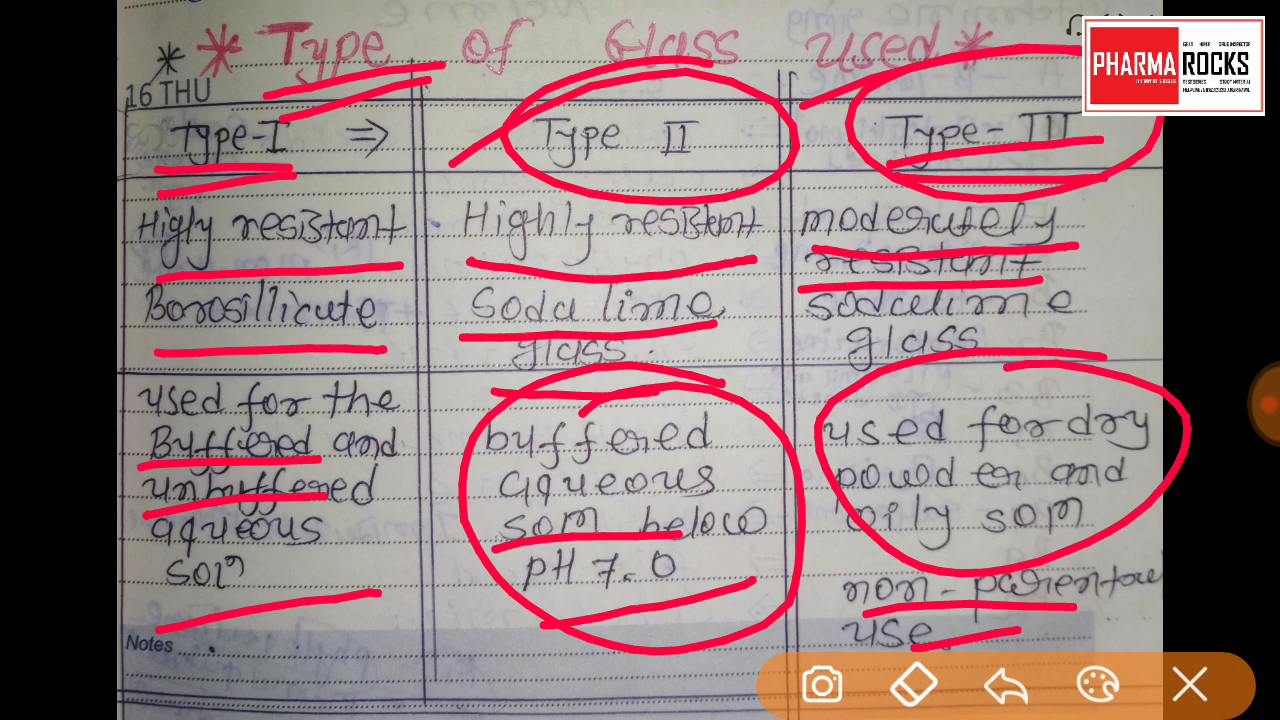 * * Type of Glass used *
PHARMA ROCKS
16 THU
Type-I ⇒
Type II
Type- III
Higly resistant
Borosillicate
Highly resistant
Soda lime
glass.
moderately
resistant
sodalime
glass
used for the
Buffered and
unbuffered
aqueous
soln
buffered
aqueous
soln below
pH 7.0
used for dry
powder and
oily soln
non-parentral
use
Notes